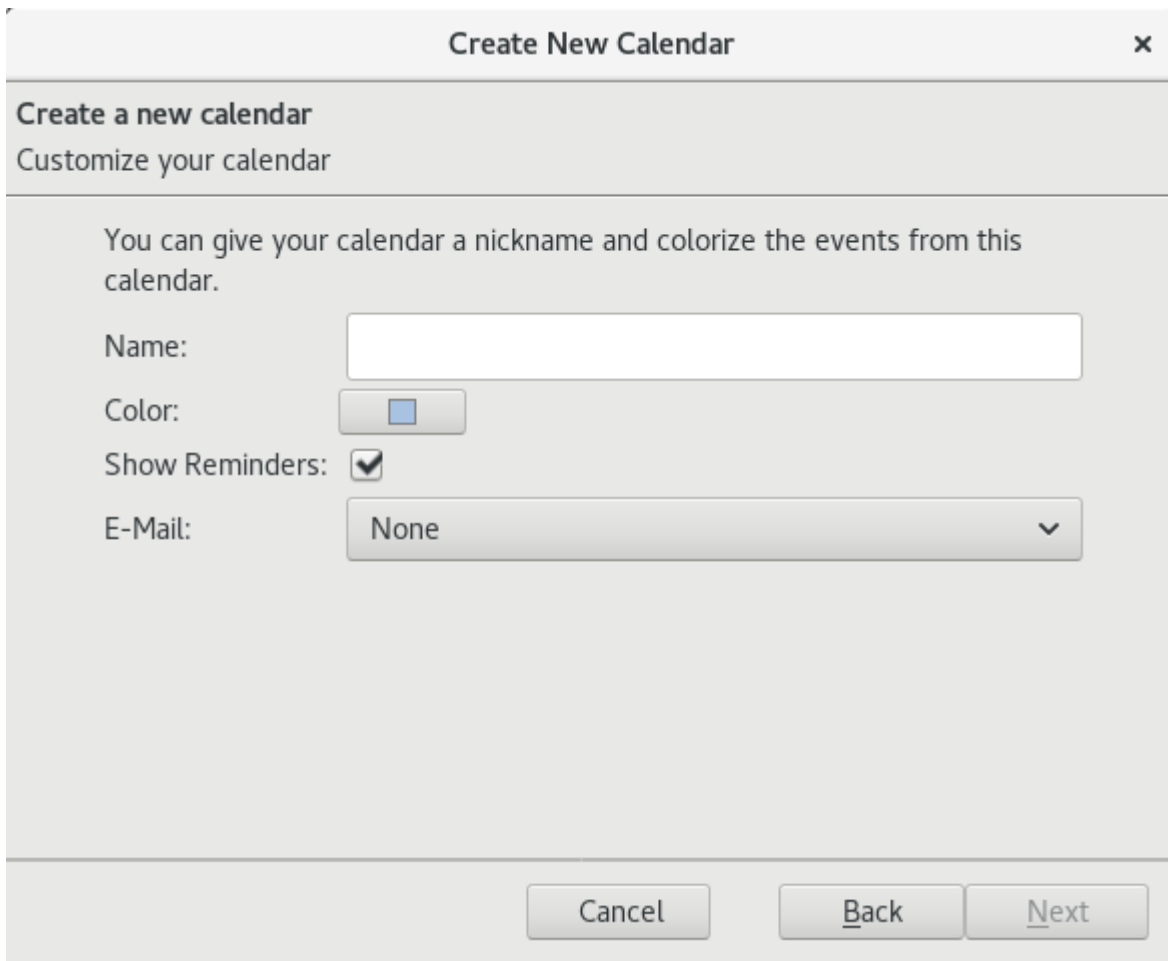 Create New Calendar
Create a new calendar
Customize your calendar
You can give your calendar a nickname and colorize the events from this
calendar.
Name:
Color:
Show Reminders:
E-Mail: None
Cancel Back Next